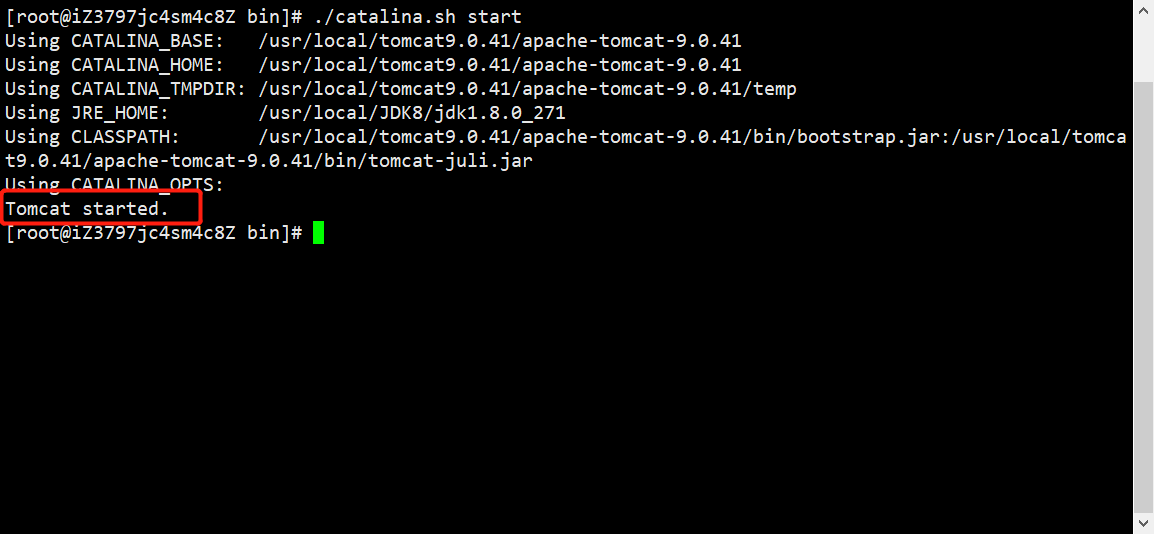 [root@iZ3797jc4sm4c8Z bin]# ./catalina.sh start
Using CATALINA_BASE:   /usr/local/tomcat9.0.41/apache-tomcat-9.0.41
Using CATALINA_HOME:   /usr/local/tomcat9.0.41/apache-tomcat-9.0.41
Using CATALINA_TMPDIR: /usr/local/tomcat9.0.41/apache-tomcat-9.0.41/temp
Using JRE_HOME:        /usr/local/JDK8/jdk1.8.0_271
Using CLASSPATH:       /usr/local/tomcat9.0.41/apache-tomcat-9.0.41/bin/bootstrap.jar:/usr/local/tomca
t9.0.41/apache-tomcat-9.0.41/bin/tomcat-juli.jar
Using CATALINA_OPTS:
Tomcat started.
[root@iZ3797jc4sm4c8Z bin]#